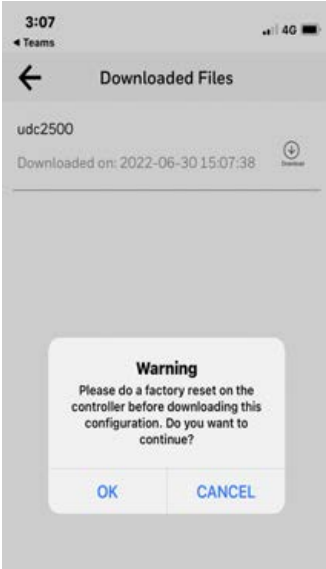 3:07
4G
◄ Teams
Downloaded Files
udc2500
Downloaded on: 2022-06-30 15:07:38
Download
Warning
Please do a factory reset on the
controller before downloading this
configuration. Do you want to
continue?
OK
CANCEL